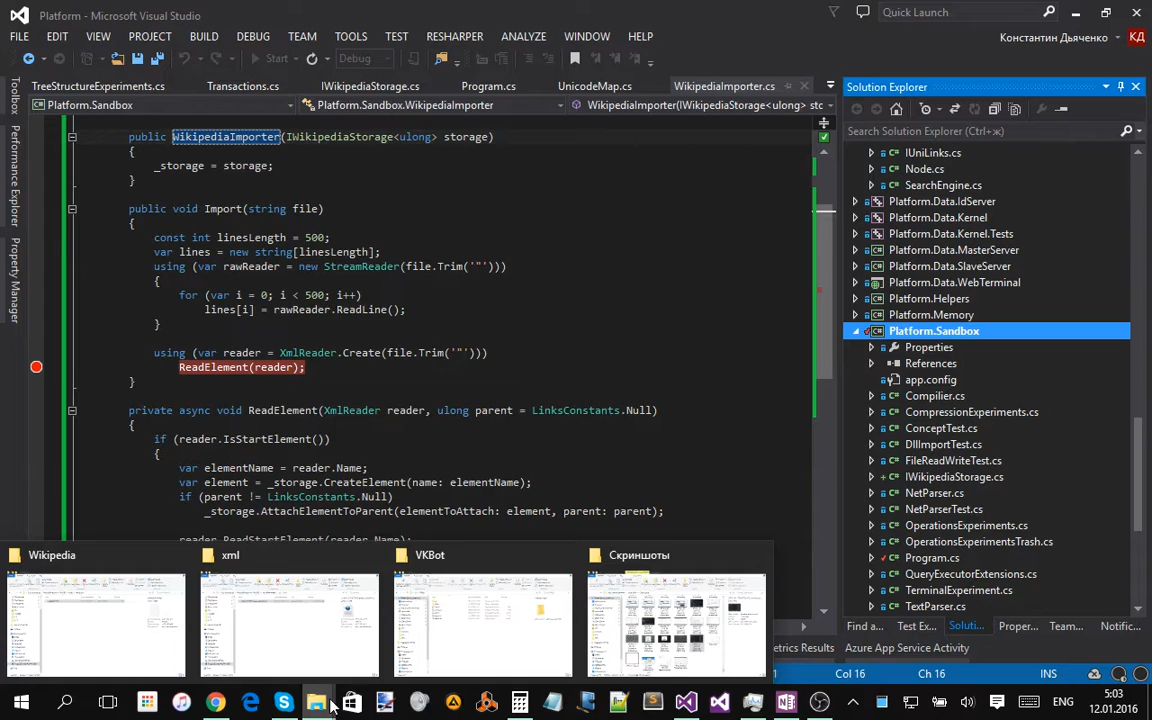 Platform - Microsoft Visual Studio
Quick Launch
FILE EDIT VIEW PROJECT BUILD DEBUG TEAM TOOLS TEST RESHARPER ANALYZE WINDOW HELP
Константин Дьяченко КД
Start Debug
TreeStructureExperiments.cs Transactions.cs IWikipediaStorage.cs Program.cs UnicodeMap.cs WikipediaImporter.cs
Platform.Sandbox Platform.Sandbox.WikipediaImporter WikipediaImporter(IWikipediaStorage<ulong> stc
Toolbox
Performance Explorer
Property Manager
public WikipediaImporter(IWikipediaStorage<ulong> storage)
{
_storage = storage;
}
public void Import(string file)
{
const int linesLength = 500;
var lines = new string[linesLength];
using (var rawReader = new StreamReader(file.Trim('"')))
{
for (var i = 0; i < 500; i++)
lines[i] = rawReader.ReadLine();
}
using (var reader = XmlReader.Create(file.Trim('"')))
ReadElement(reader);
}
private async void ReadElement(XmlReader reader, ulong parent = LinksConstants.Null)
{
if (reader.IsStartElement())
{
var elementName = reader.Name;
var element = _storage.CreateElement(name: elementName);
if (parent != LinksConstants.Null)
_storage.AttachElementToParent(elementToAttach: element, parent: parent);
reader.ReadStartElement(reader.Name);
Wikipedia xml VKBot Скриншоты
Solution Explorer
Search Solution Explorer (Ctrl+ж)
IUniLinks.cs
Node.cs
SearchEngine.cs
Platform.Data.IdServer
Platform.Data.Kernel
Platform.Data.Kernel.Tests
Platform.Data.MasterServer
Platform.Data.SlaveServer
Platform.Data.WebTerminal
Platform.Helpers
Platform.Memory
Platform.Sandbox
Properties
References
app.config
Compiler.cs
CompressionExperiments.cs
ConceptTest.cs
DllImportTest.cs
FileReadWriteTest.cs
IWikipediaStorage.cs
NetParser.cs
NetParserTest.cs
OperationsExperiments.cs
OperationsExperimentsTrash.cs
Program.cs
QueryExecutorExtensions.cs
TerminalExperiment.cs
TextParser.cs
Find a... Test Ex... Soluti... Proper... Team... Notific...
etrics Results Azure App Service Activity
Col 16 Ch 16 INS
ENG 5:03
12.01.2016